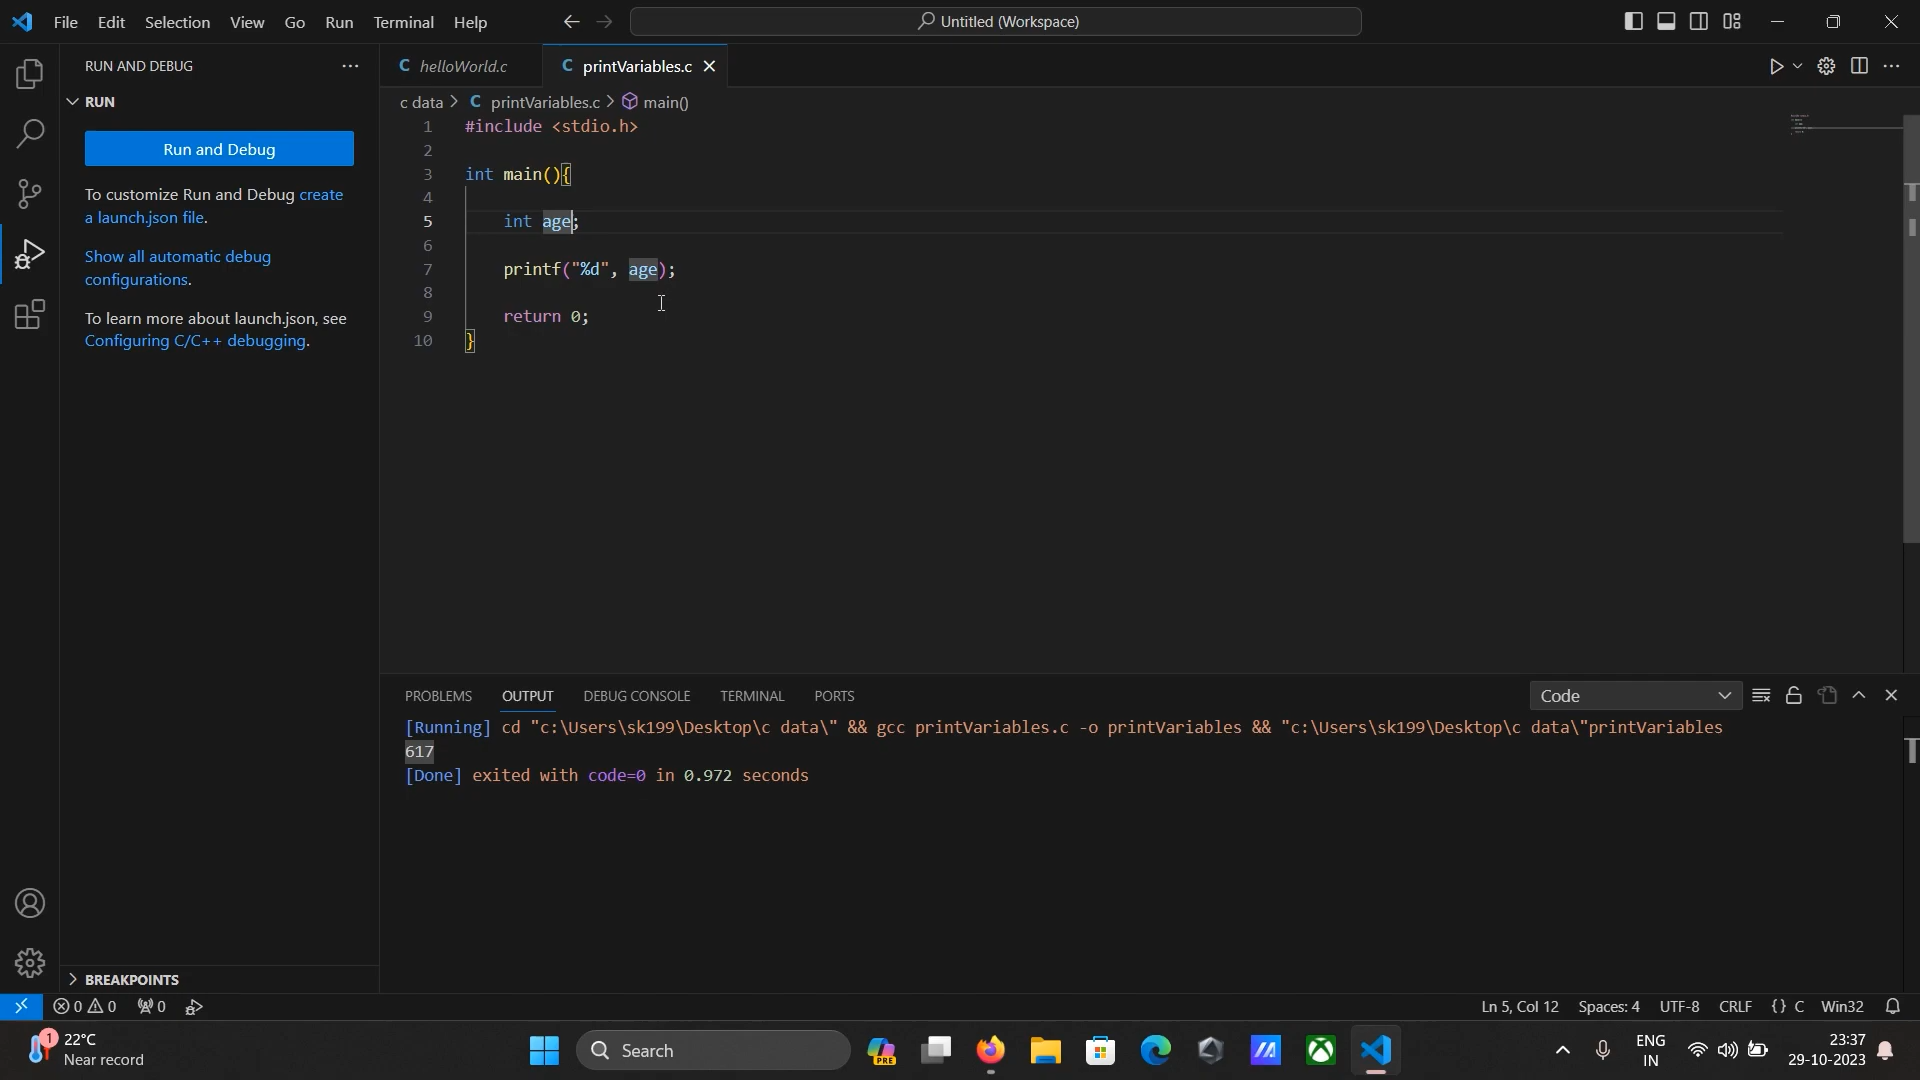 File Edit Selection View Go Run Terminal Help
Untitled (Workspace)
RUN AND DEBUG
RUN
Run and Debug
To customize Run and Debug create
a launch.json file.
Show all automatic debug
configurations.
To learn more about launch.json, see
Configuring C/C++ debugging.
BREAKPOINTS
C helloWorld.c
C printVariables.c
c data > C printVariables.c > main()
1 #include <stdio.h>
2
3 int main(){
4
5 int age;
6
7 printf("%d", age);
8
9 return 0;
10 }
PROBLEMS OUTPUT DEBUG CONSOLE TERMINAL PORTS
Code
[Running] cd "c:\Users\sk199\Desktop\c data\" && gcc printVariables.c -o printVariables && "c:\Users\sk199\Desktop\c data\"printVariables
617
[Done] exited with code=0 in 0.972 seconds
0 0 0
Ln 5, Col 12 Spaces: 4 UTF-8 CRLF {} C Win32
1
22°C
Near record
Search
PRE
ENG
IN
23:37
29-10-2023